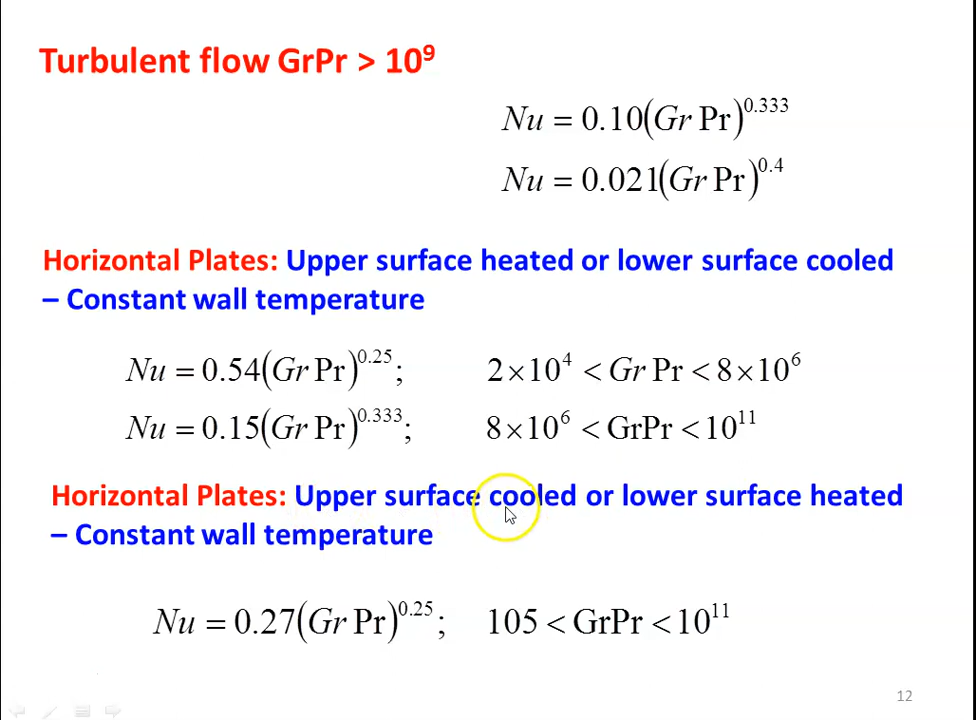 Turbulent flow GrPr > 10⁹
Nu = 0.10(Gr Pr)^0.333
Nu = 0.021(Gr Pr)^0.4
Horizontal Plates: Upper surface heated or lower surface cooled
– Constant wall temperature
Nu = 0.54(Gr Pr)^0.25; 2×10⁴ < Gr Pr < 8×10⁶
Nu = 0.15(Gr Pr)^0.333; 8×10⁶ < GrPr < 10¹¹
Horizontal Plates: Upper surface cooled or lower surface heated
– Constant wall temperature
Nu = 0.27(Gr Pr)^0.25; 105 < GrPr < 10¹¹
12